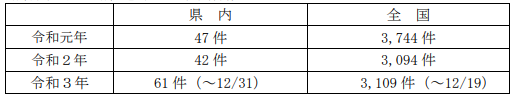 県　内　全　国
令和元年　47 件　3,744 件
令和２年　42 件　3,094 件
令和３年　61 件（～12/31）　3,109 件（～12/19）